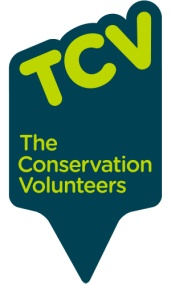 TCV
The
Conservation
Volunteers